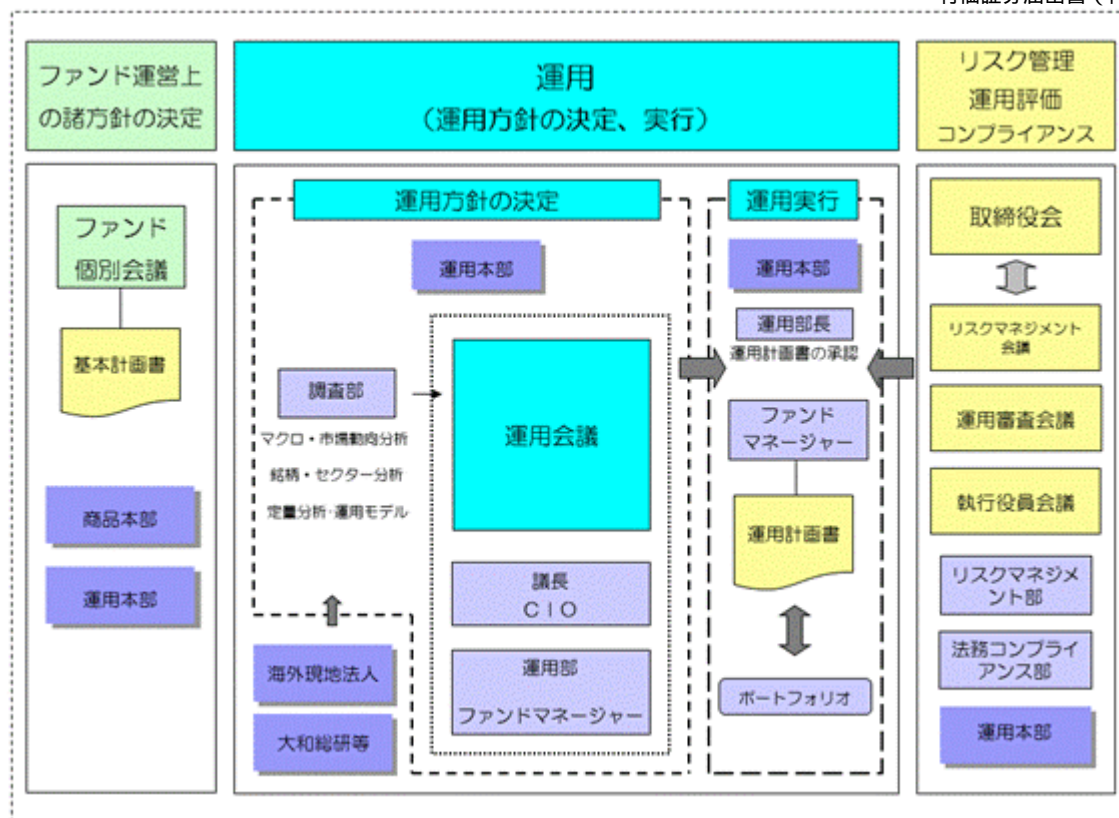 ファンド運営上
の諸方針の決定
運用
（運用方針の決定、実行）
リスク管理
運用評価
コンプライアンス
ファンド
個別会議
基本計画書
商品本部
運用本部
運用方針の決定
運用本部
調査部
マクロ・市場動向分析
銘柄・セクター分析
定量分析・運用モデル
運用会議
議長
ＣＩＯ
運用部
ファンドマネージャー
海外現地法人
大和総研等
運用実行
運用本部
運用部長
運用計画書の承認
ファンド
マネージャー
運用計画書
ポートフォリオ
取締役会
リスクマネジメント
会議
運用審査会議
執行役員会議
リスクマネジメ
ント部
法務コンプライ
アンス部
運用本部